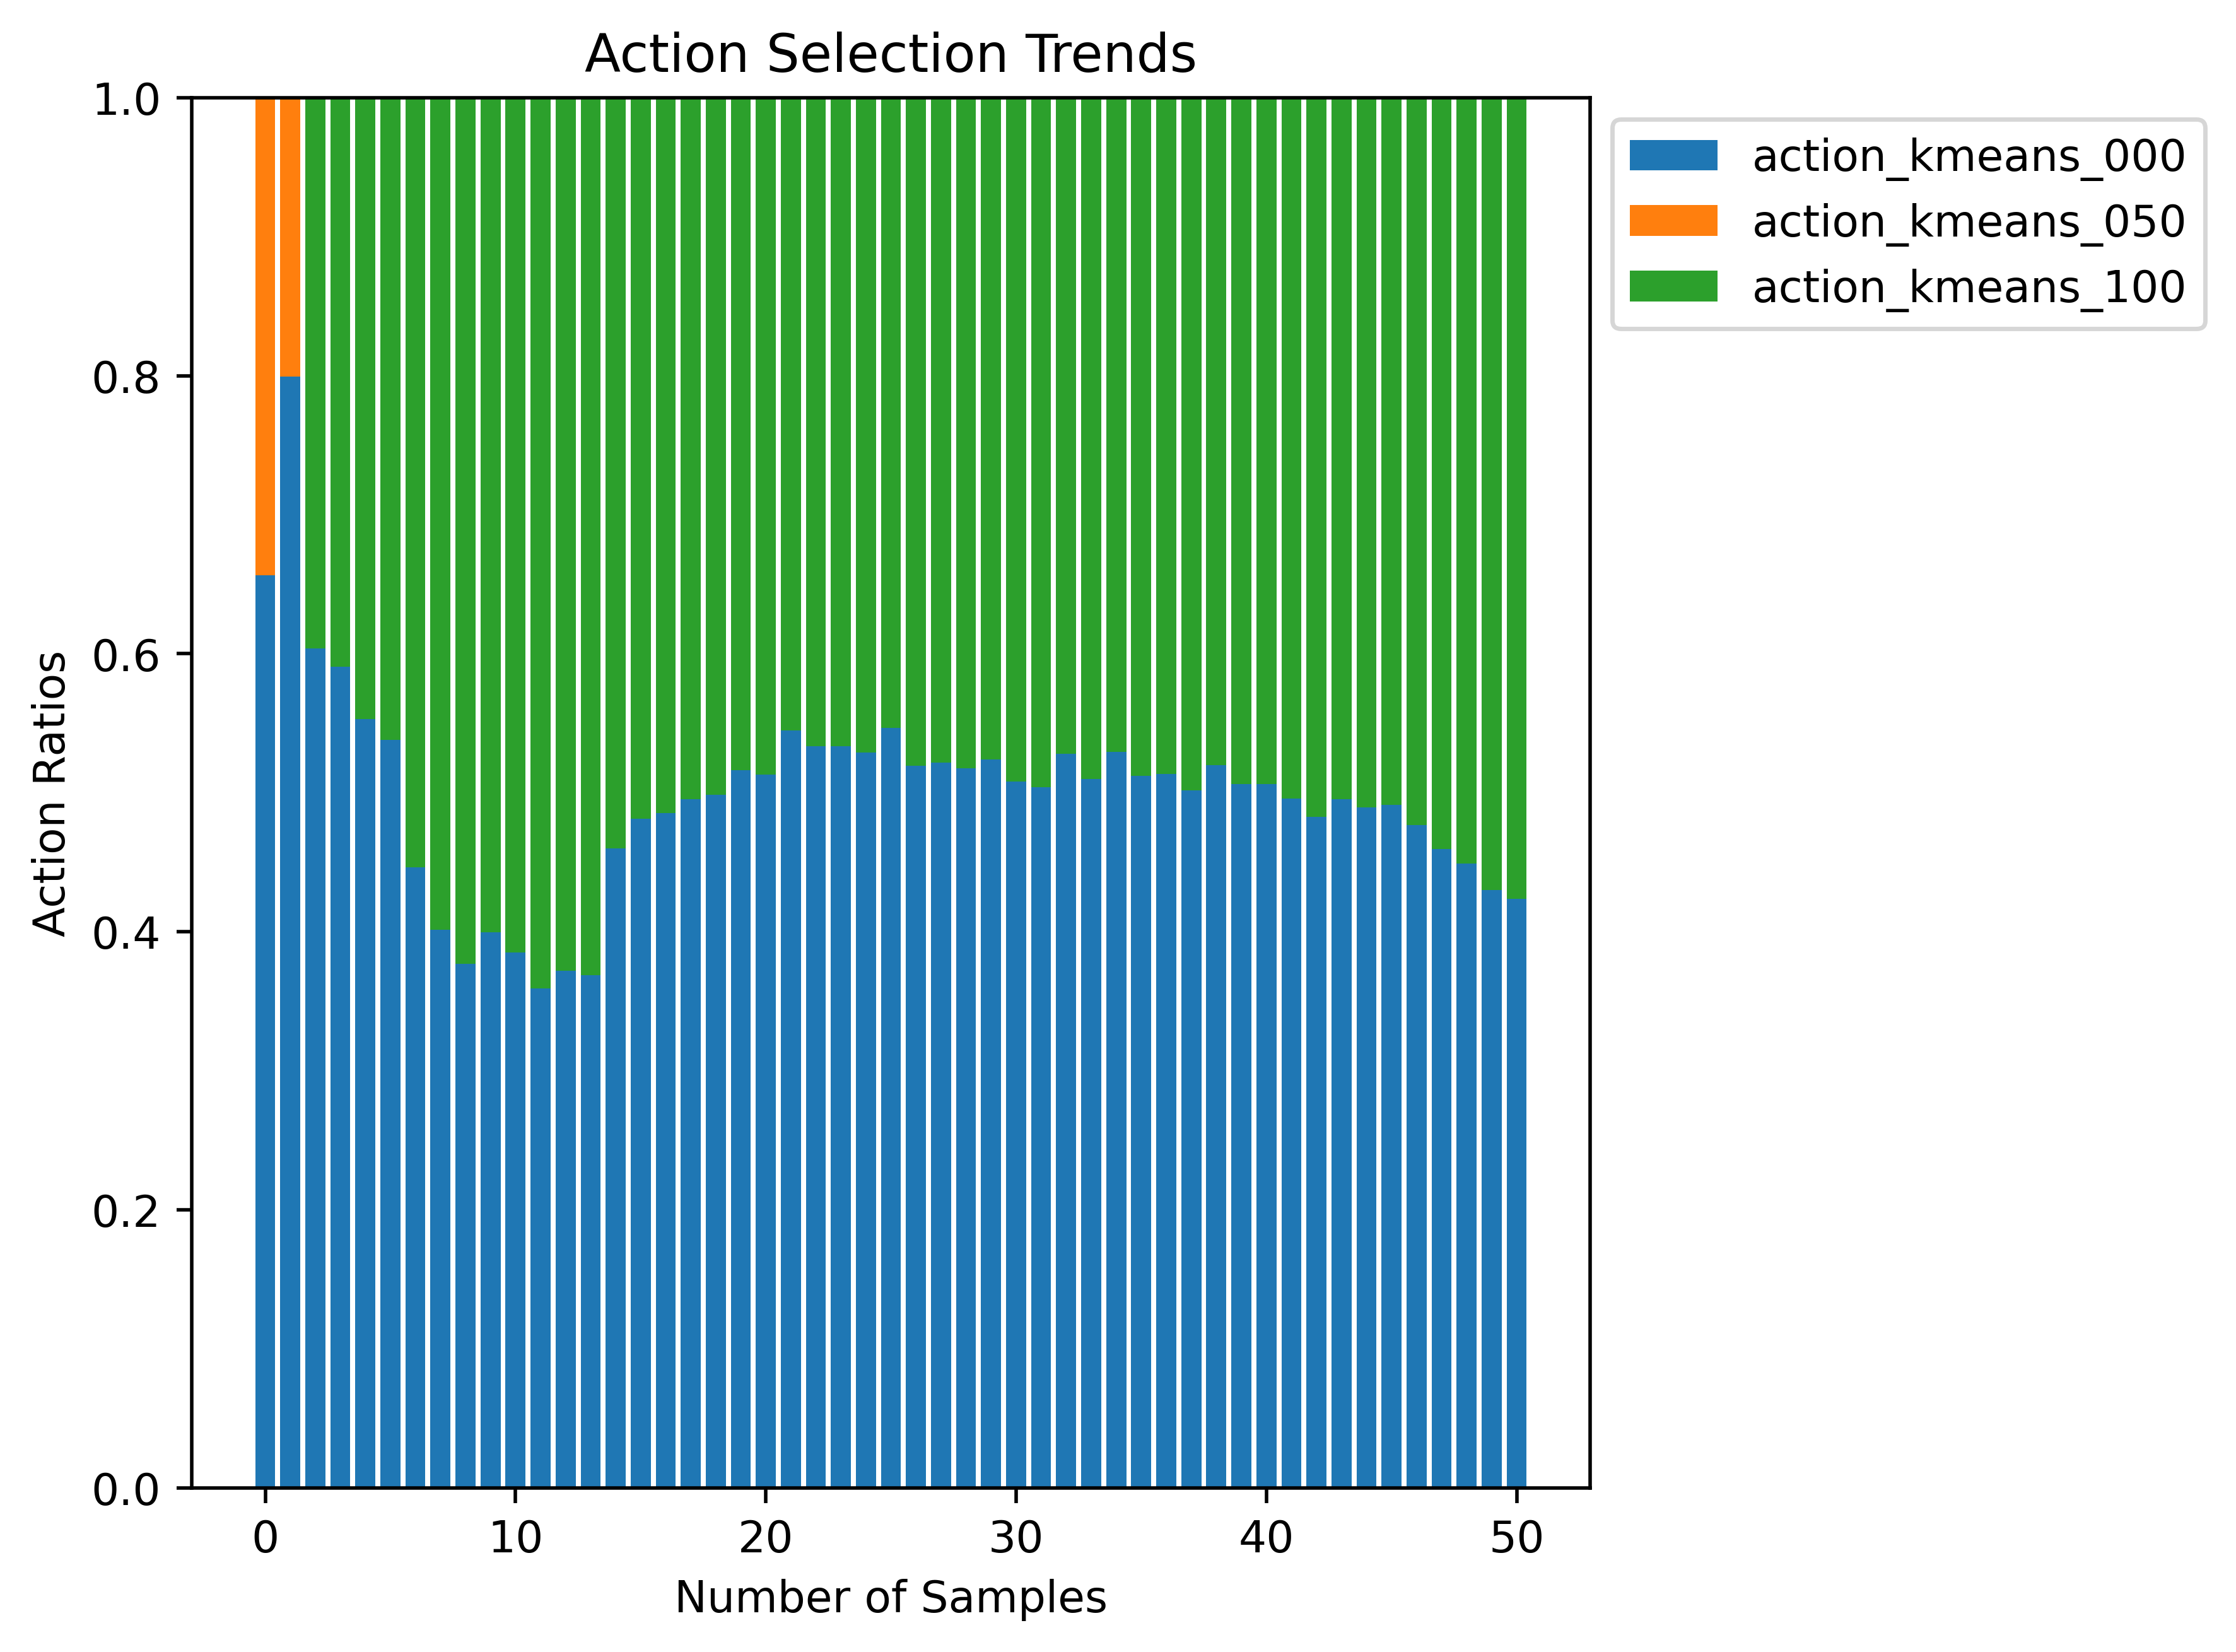 Action Selection Trends
1.0
0.8
0.6
0.4
0.2
0.0
Action Ratios
0 10 20 30 40 50
Number of Samples
action_kmeans_000
action_kmeans_050
action_kmeans_100